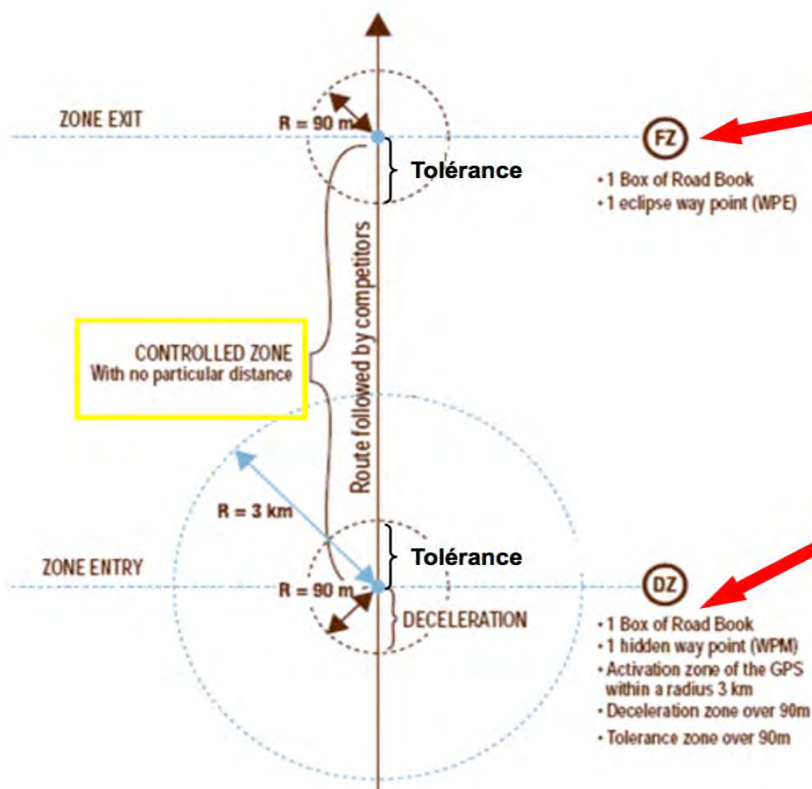 ZONE EXIT
R = 90 m
Tolérance
FZ
• 1 Box of Road Book
• 1 eclipse way point (WPE)
Route followed by competitors
CONTROLLED ZONE
With no particular distance
R = 3 km
Tolérance
ZONE ENTRY
R = 90 m
DECELERATION
DZ
• 1 Box of Road Book
• 1 hidden way point (WPM)
• Activation zone of the GPS
within a radius 3 km
• Deceleration zone over 90m
• Tolerance zone over 90m